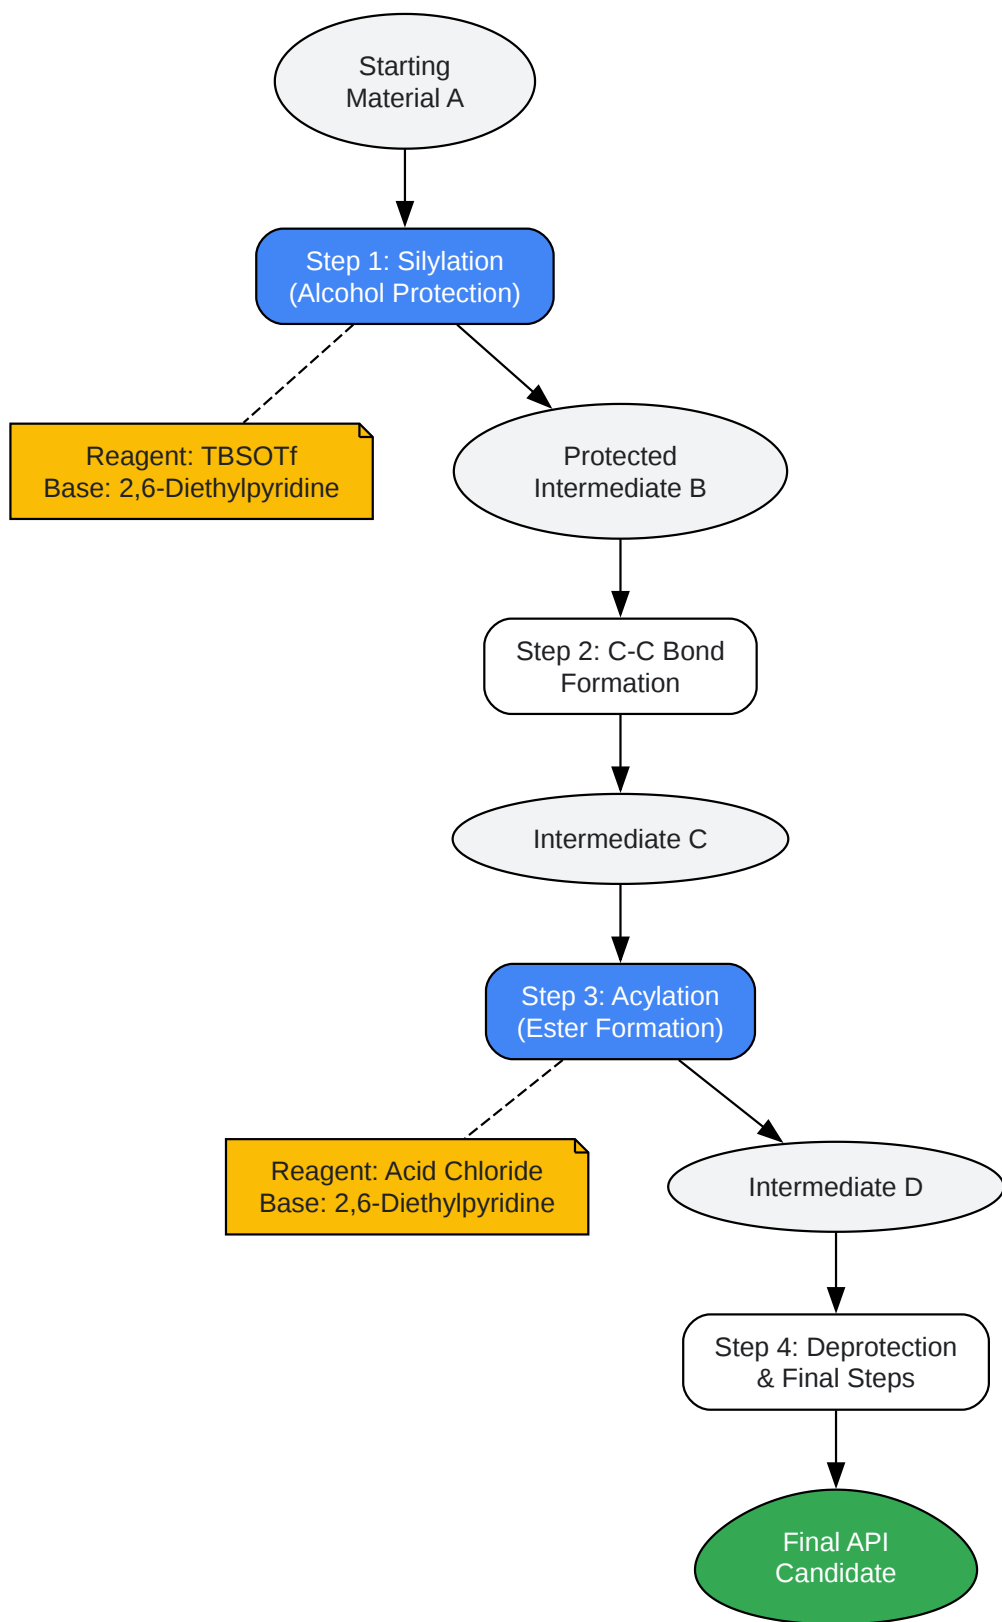 Starting
Material A
Step 1: Silylation
(Alcohol Protection)
Reagent: TBSOTf
Base: 2,6-Diethylpyridine
Protected
Intermediate B
Step 2: C-C Bond
Formation
Intermediate C
Step 3: Acylation
(Ester Formation)
Reagent: Acid Chloride
Base: 2,6-Diethylpyridine
Intermediate D
Step 4: Deprotection
& Final Steps
Final API
Candidate